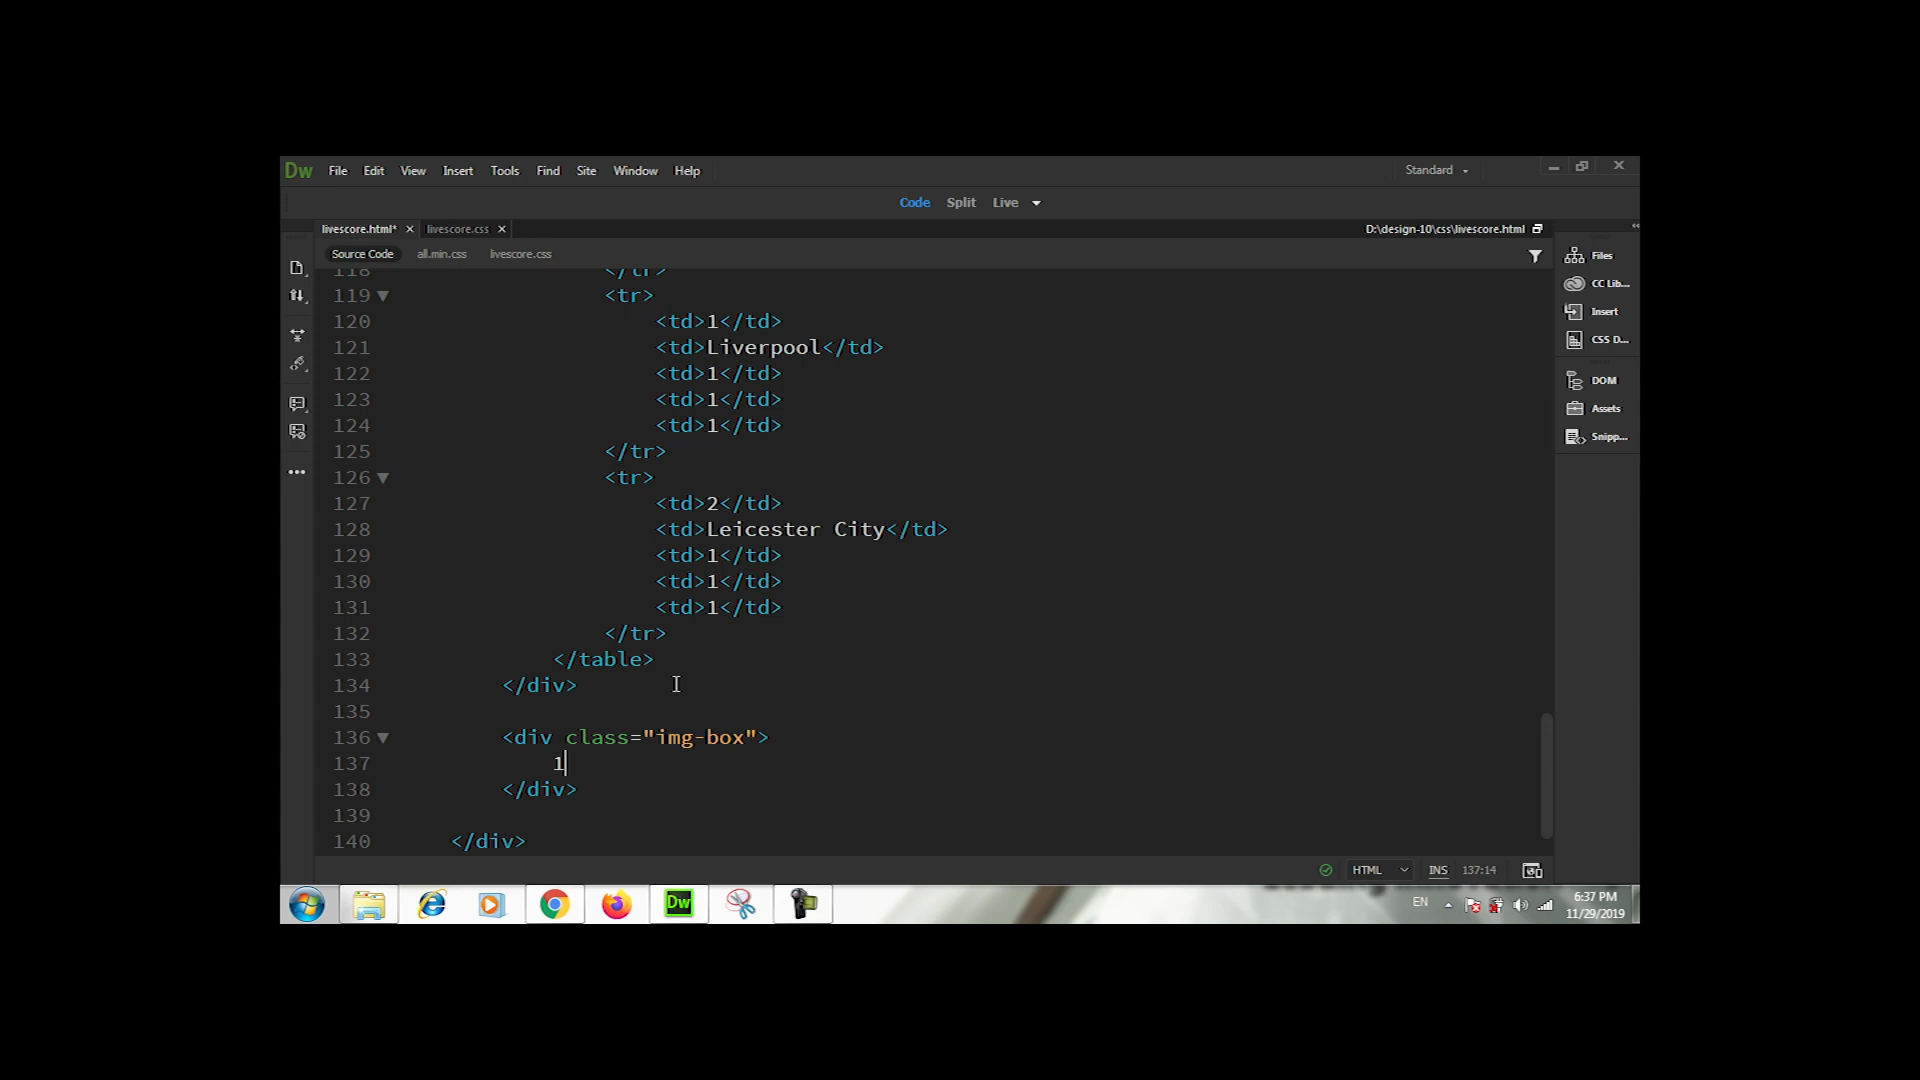 Dw File Edit View Insert Tools Find Site Window Help Standard
Code Split Live
livescore.html* livescore.css D:\design-10\css\livescore.html
Source Code all.min.css livescore.css
118 </tr>
119 <tr>
120 <td>1</td>
121 <td>Liverpool</td>
122 <td>1</td>
123 <td>1</td>
124 <td>1</td>
125 </tr>
126 <tr>
127 <td>2</td>
128 <td>Leicester City</td>
129 <td>1</td>
130 <td>1</td>
131 <td>1</td>
132 </tr>
133 </table>
134 </div>
135
136 <div class="img-box">
137 1
138 </div>
139
140 </div>
Files
CC Lib...
Insert
CSS D...
DOM
Assets
Snipp...
HTML INS 137:14
Dw EN 6:37 PM
11/29/2019